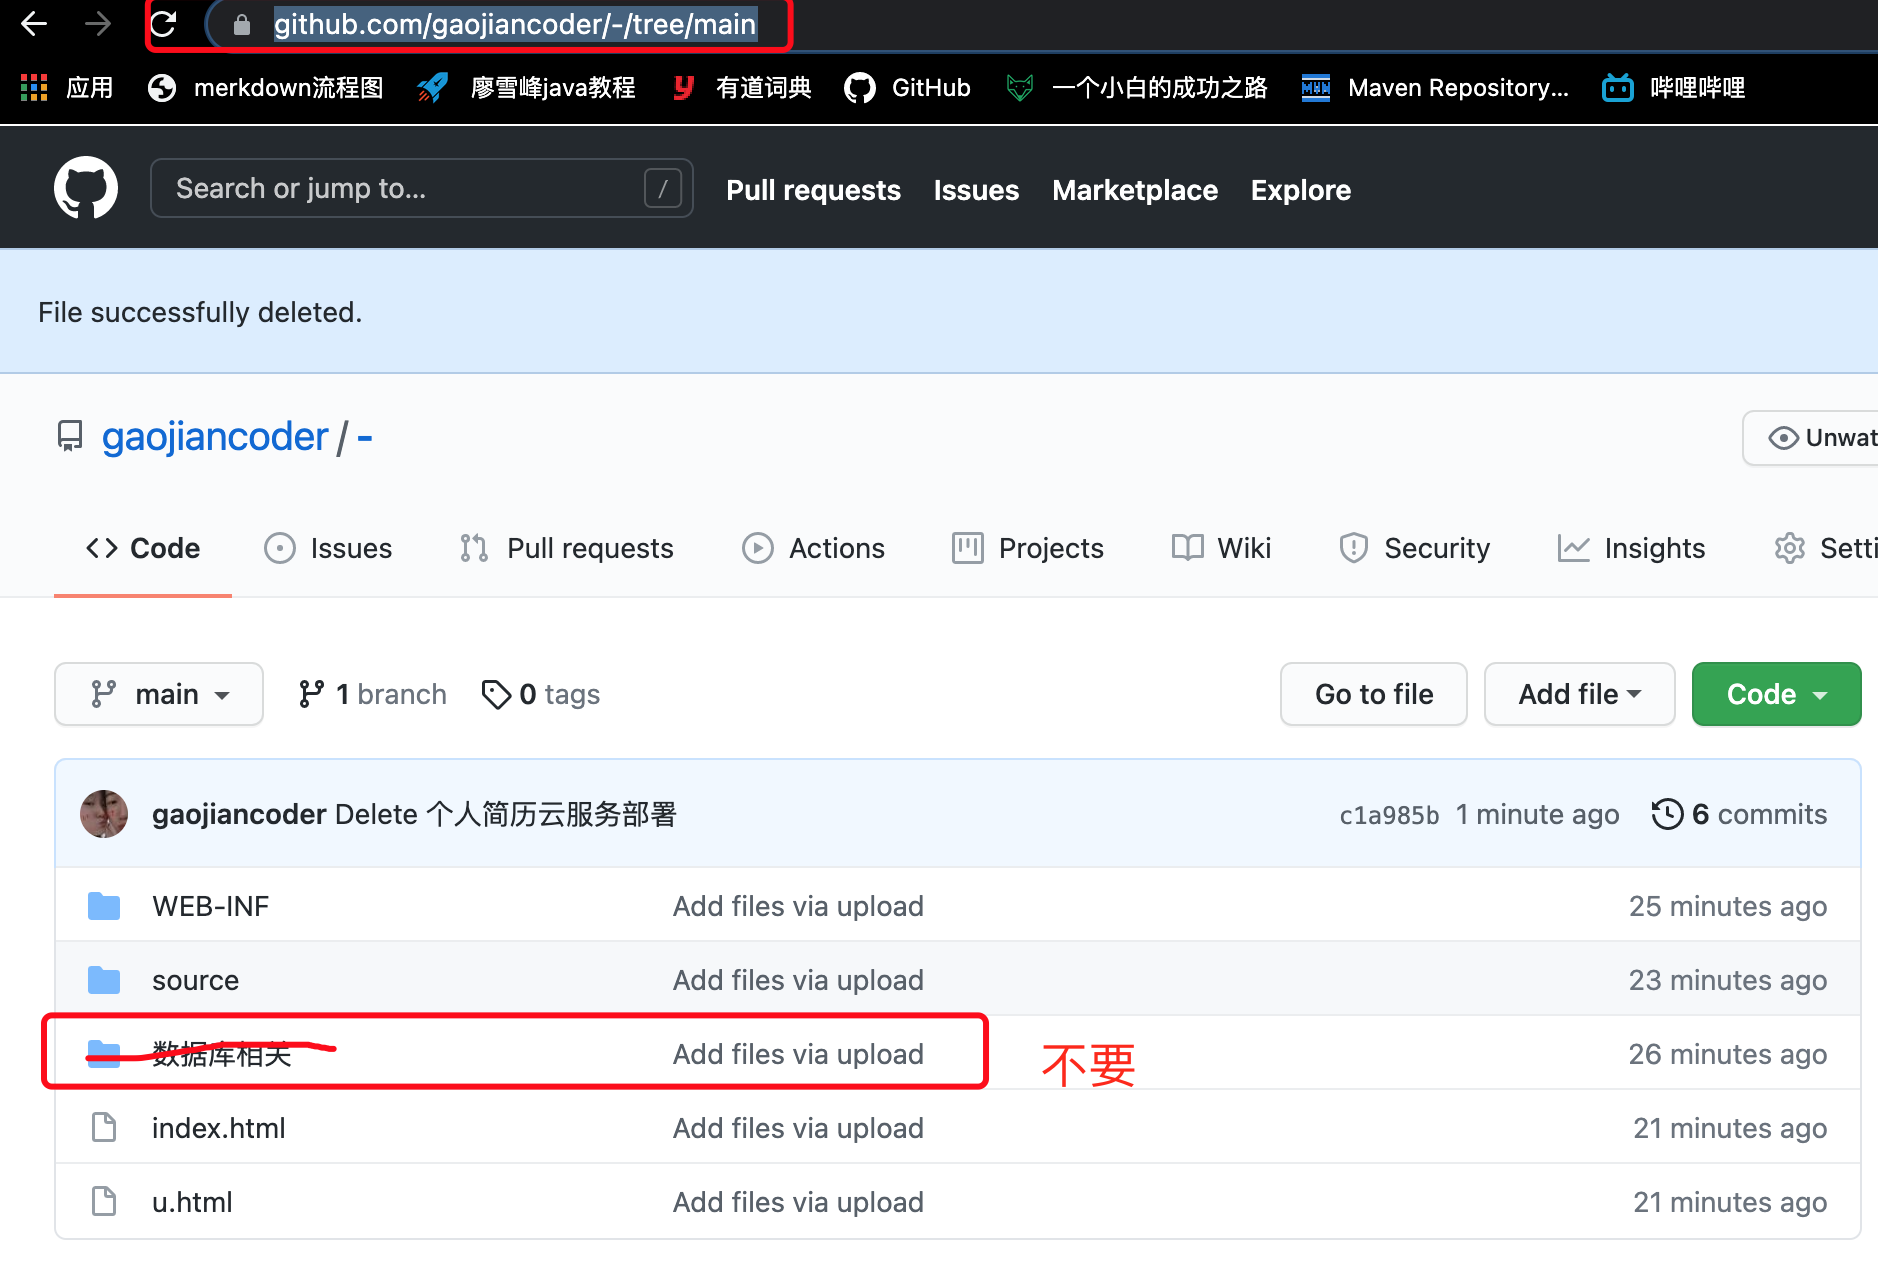 github.com/gaojiancoder/-/tree/main
应用 merkdown流程图 廖雪峰java教程 有道词典 GitHub 一个小白的成功之路 Maven Repository... 哔哩哔哩
Search or jump to... / Pull requests Issues Marketplace Explore
File successfully deleted.
gaojiancoder / - Unwat
Code Issues Pull requests Actions Projects Wiki Security Insights Setti
main 1 branch 0 tags Go to file Add file Code
gaojiancoder Delete 个人简历云服务部署 c1a985b 1 minute ago 6 commits
WEB-INF Add files via upload 25 minutes ago
source Add files via upload 23 minutes ago
数据库相关 Add files via upload 不要 26 minutes ago
index.html Add files via upload 21 minutes ago
u.html Add files via upload 21 minutes ago